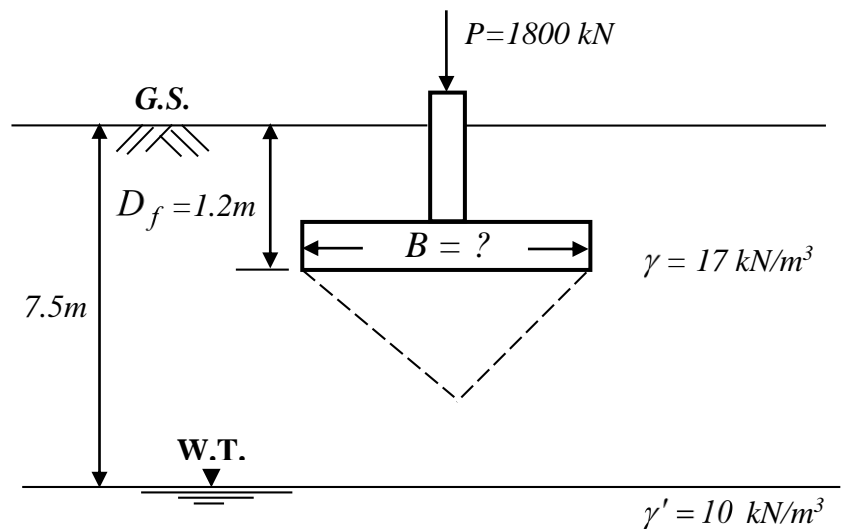 P=1800 kN
G.S.
D_f =1.2m
B = ?
γ = 17 kN/m³
7.5m
W.T.
γ' = 10 kN/m³